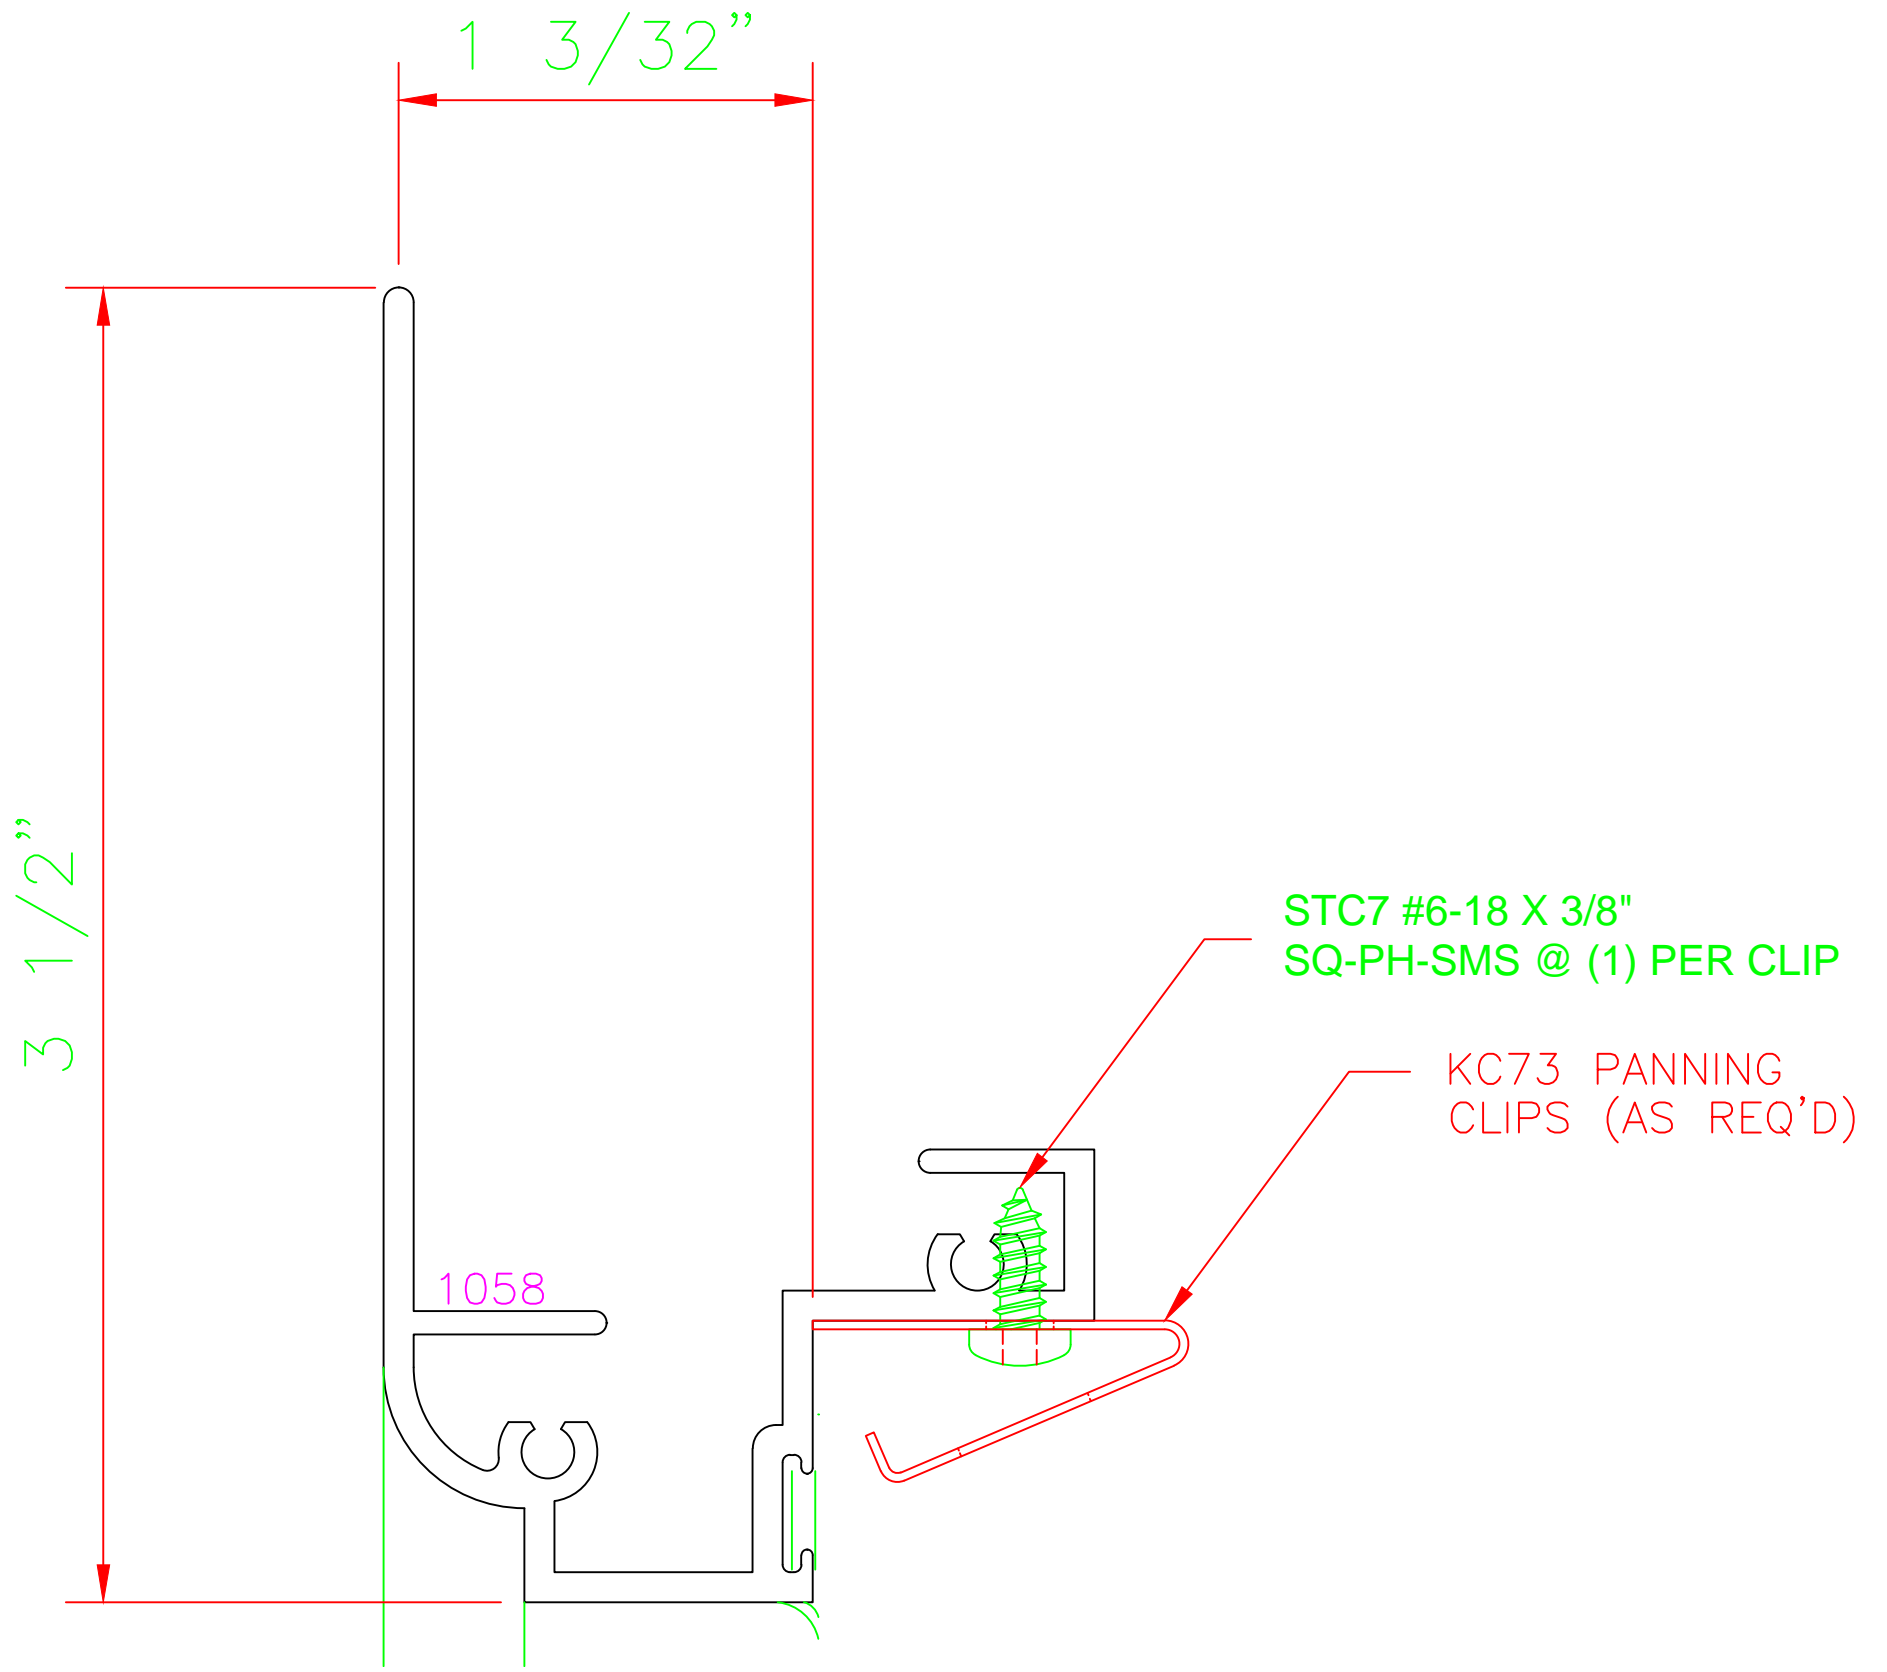 1 3/32”
3 1/2”
STC7 #6-18 X 3/8"
SQ-PH-SMS @ (1) PER CLIP
KC73 PANNING
CLIPS (AS REQ’D)
1058